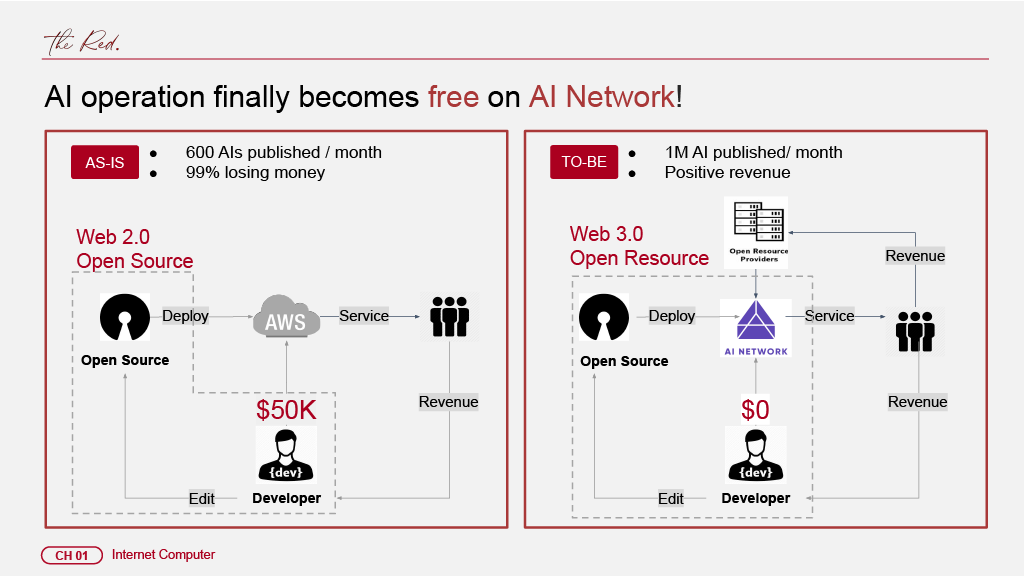 The Red.
AI operation finally becomes free on AI Network!
AS-IS
● 600 AIs published / month
● 99% losing money
Web 2.0
Open Source
Deploy
AWS
Service
Open Source
Revenue
$50K
{dev}
Edit
Developer
TO-BE
● 1M AI published/ month
● Positive revenue
Web 3.0
Open Resource
Open Resource
Providers
Revenue
Deploy
Service
AI NETWORK
Open Source
Revenue
$0
{dev}
Edit
Developer
CH 01
Internet Computer